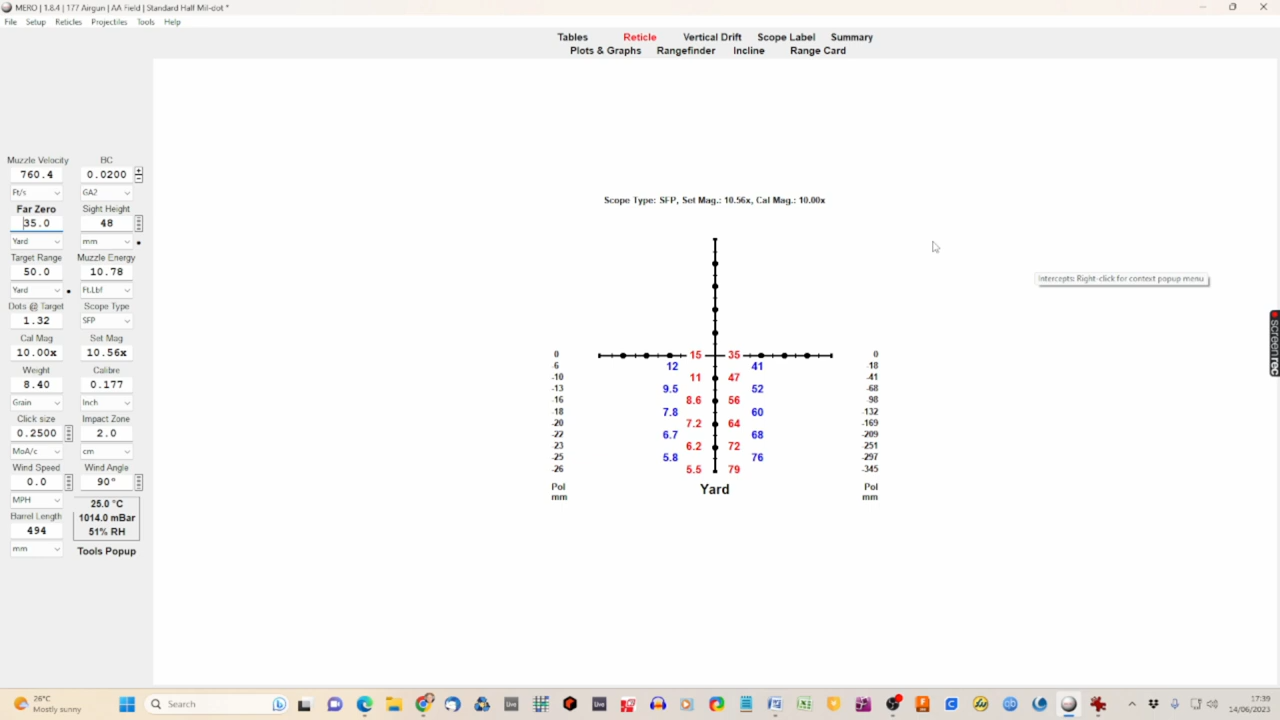 MERO | 1.8.4 | 177 Airgun | AA Field | Standard Half Mil-dot *
File Setup Reticles Projectiles Tools Help
Tables Reticle Vertical Drift Scope Label Summary
Plots & Graphs Rangefinder Incline Range Card
Muzzle Velocity BC
760.4 0.0200
Ft/s GA2
Far Zero Sight Height
35.0 48
Yard mm
Target Range Muzzle Energy
50.0 10.78
Yard Ft.Lbf
Dots @ Target Scope Type
1.32 SFP
Cal Mag Set Mag
10.00x 10.56x
Weight Calibre
8.40 0.177
Grain Inch
Click size Impact Zone
0.2500 2.0
MoA/c cm
Wind Speed Wind Angle
0.0 90°
MPH 25.0 °C
Barrel Length 1014.0 mBar
494 51% RH
mm Tools Popup
Scope Type: SFP, Set Mag.: 10.56x, Cal Mag.: 10.00x
Intercepts: Right-click for context popup menu
0 15 35 0
-6 12 41 -18
-10 11 47 -41
-13 9.5 52 -68
-16 8.6 56 -98
-18 7.8 60 -132
-20 7.2 64 -169
-22 6.7 68 -209
-23 6.2 72 -251
-25 5.8 76 -297
-26 5.5 79 -345
Pol Yard Pol
mm mm
screenrec
26°C
Mostly sunny
Search
Live
Live
17:39
14/06/2023